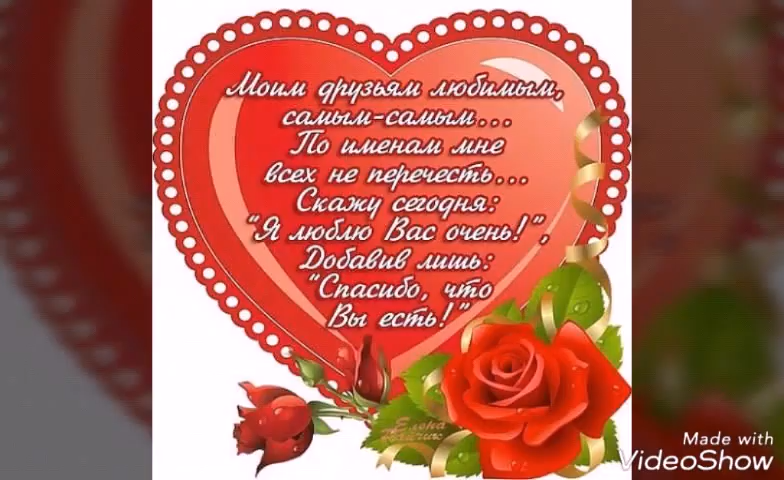 Моим друзьям любимым,
самым-самым...
По именам мне
всех не перечесть...
Скажу сегодня:
"Я люблю Вас очень!",
Добавив лишь:
"Спасибо, что
Вы есть!"
Елена
Made with
VideoShow